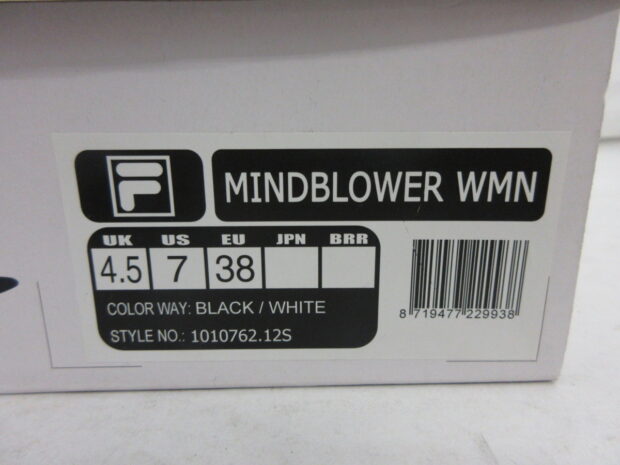 F
MINDBLOWER WMN
UK US EU JPN BRR
4.5 7 38
COLOR WAY: BLACK / WHITE
STYLE NO.: 1010762.12S
8 719477 229938